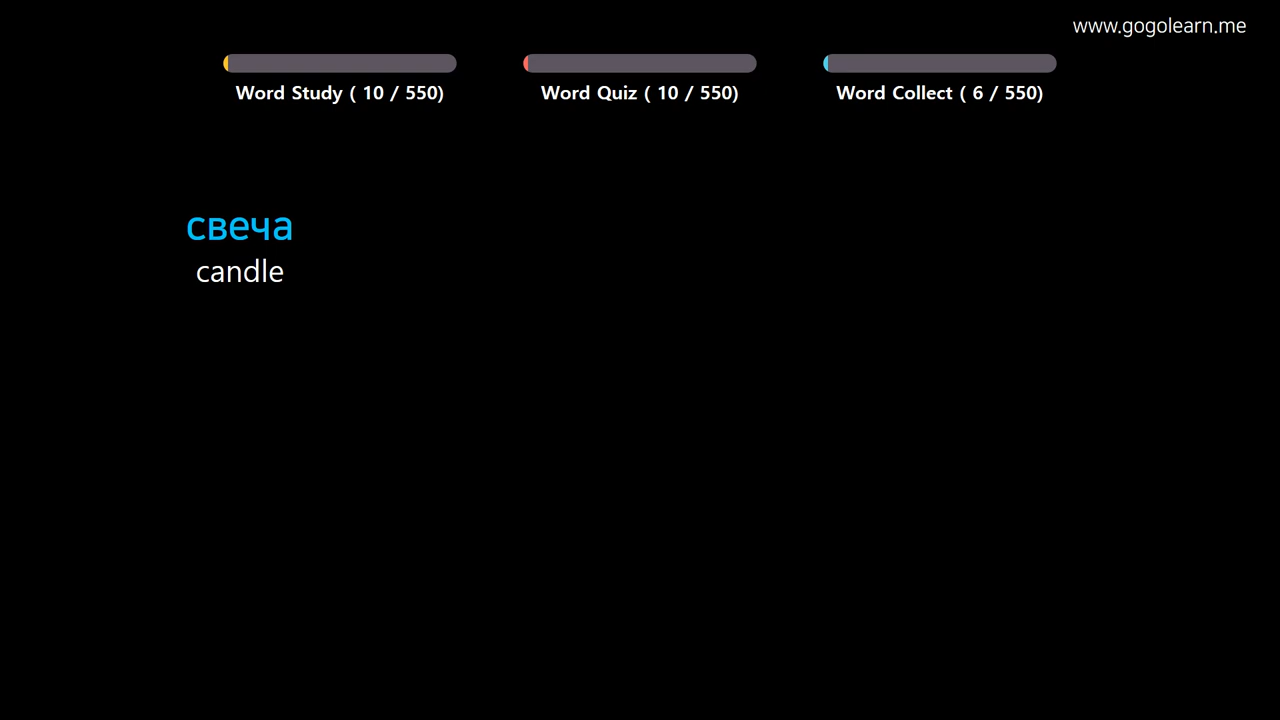 www.gogolearn.me
Word Study ( 10 / 550)
Word Quiz ( 10 / 550)
Word Collect ( 6 / 550)
свеча
candle